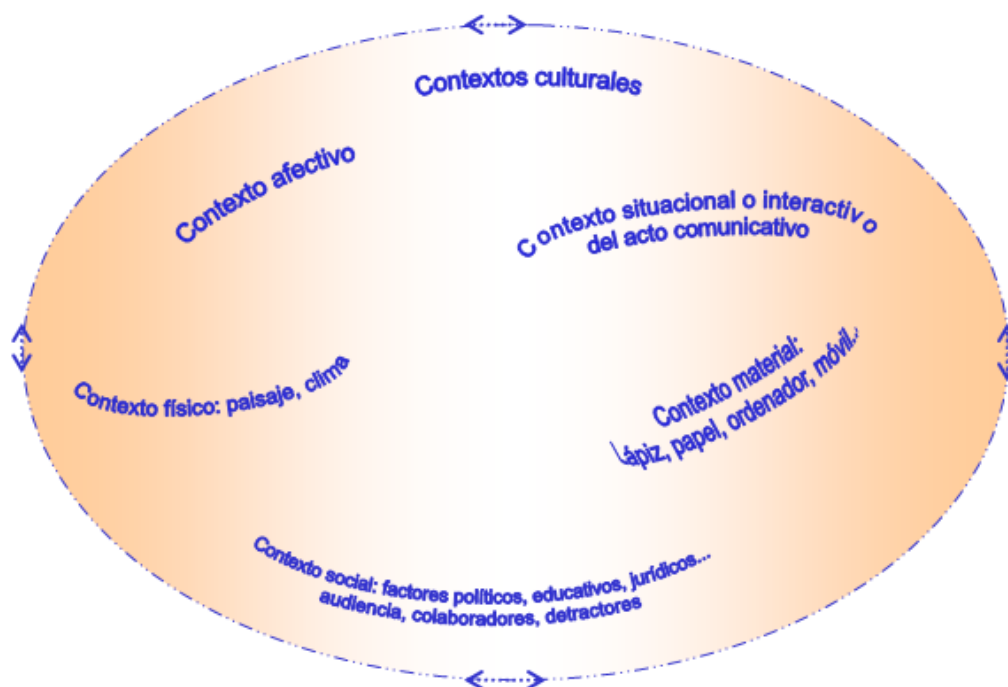 Contextos culturales
Contexto afectivo
Contexto situacional o interactivo
del acto comunicativo
Contexto físico: paisaje, clima
Contexto material:
Lápiz, papel, ordenador, móvil..
Contexto social: factores políticos, educativos, jurídicos...
audiencia, colaboradores, detractores